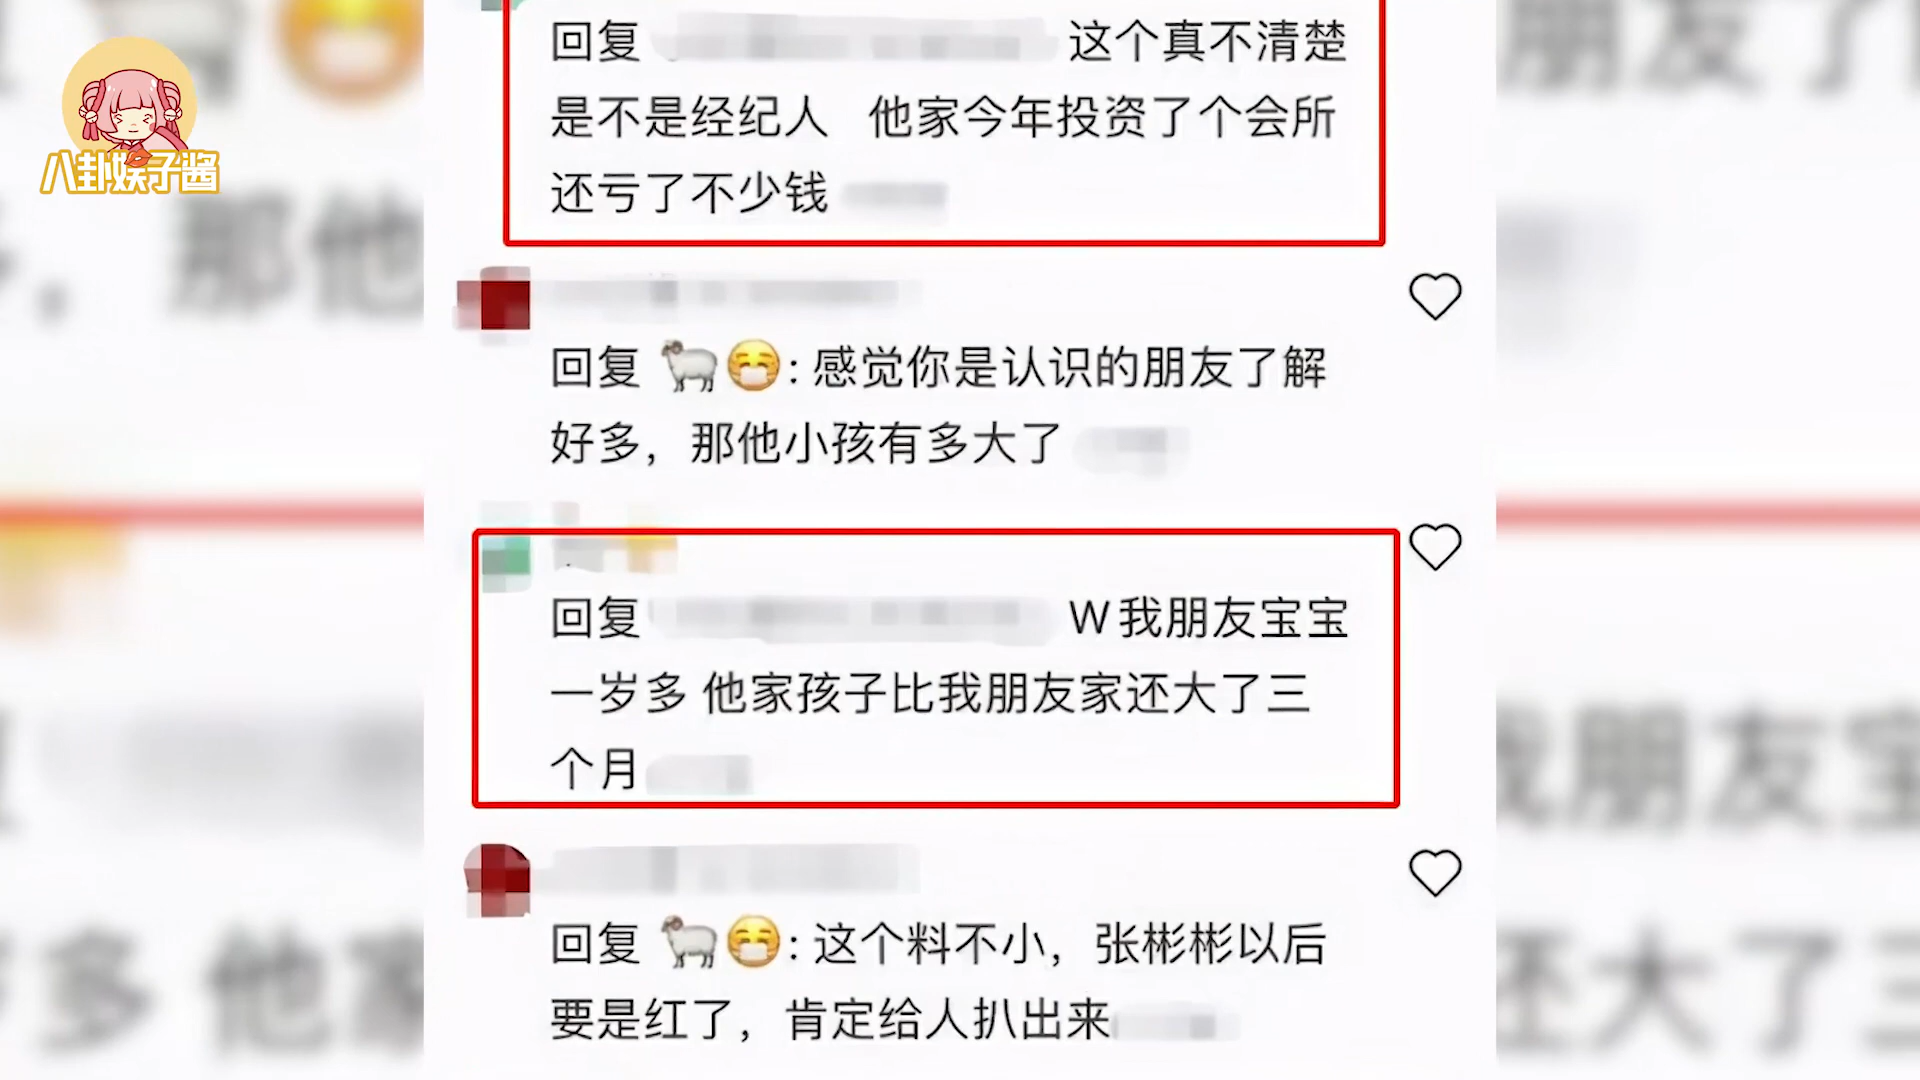 八卦娱子酱
回复 这个真不清楚
是不是经纪人 他家今年投资了个会所
还亏了不少钱
回复 🐏😷: 感觉你是认识的朋友了解
好多，那他小孩有多大了
回复 W我朋友宝宝
一岁多 他家孩子比我朋友家还大了三
个月
回复 🐏😷: 这个料不小，张彬彬以后
要是红了，肯定给人扒出来